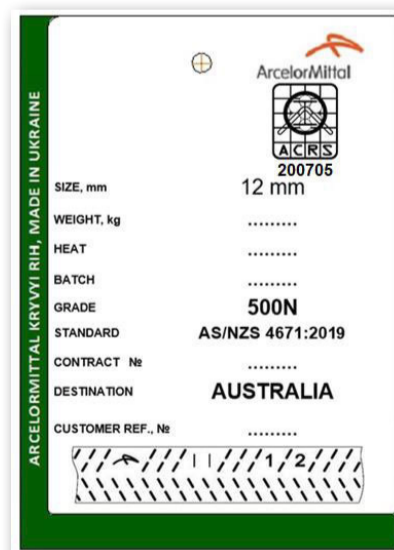 ArcelorMittal
ACRS
200705
ARCELORMITTAL KRYVYI RIH, MADE IN UKRAINE
SIZE, mm 12 mm
WEIGHT, kg .........
HEAT .........
BATCH .........
GRADE 500N
STANDARD AS/NZS 4671:2019
CONTRACT № .........
DESTINATION AUSTRALIA
CUSTOMER REF., № .........
1 2